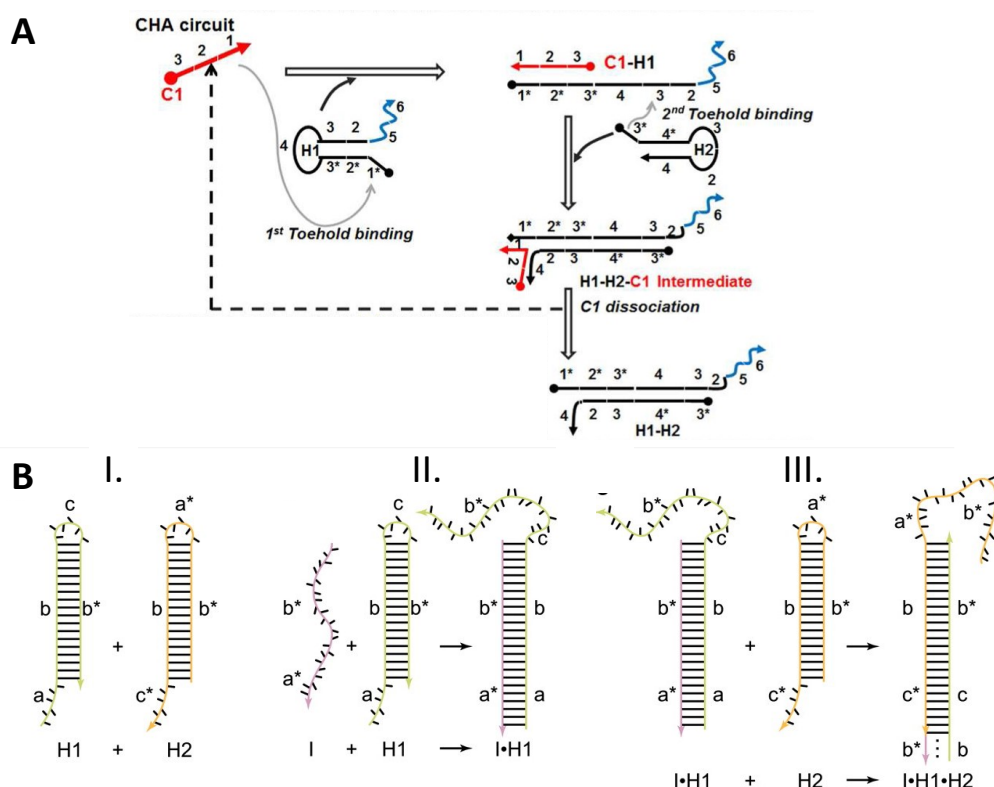 A
CHA circuit
1
2
3
C1
6
5
3 2
4
H1
3* 2* 1*
1st Toehold binding
1 2 3 C1-H1
6
5
1* 2* 3* 4 3 2
2nd Toehold binding
3*
4*
3
H2
4
2
1* 2* 3* 4 3 2 5 6
1
2
3
4 2 3 4* 3*
H1-H2-C1 Intermediate
C1 dissociation
1* 2* 3* 4 3 2 5 6
4 2 3 4* 3*
H1-H2
B
I.
c
a*
b b*
+
b b*
a
c*
H1 + H2
II.
c
b*
c
b*
+
b b*
b* b
a*
a
a* a
I + H1 I•H1
III.
b*
c
a*
a*
b*
b* b
+
b b*
b b*
a* a
c*
c* c
b* b
I•H1 + H2 I•H1•H2